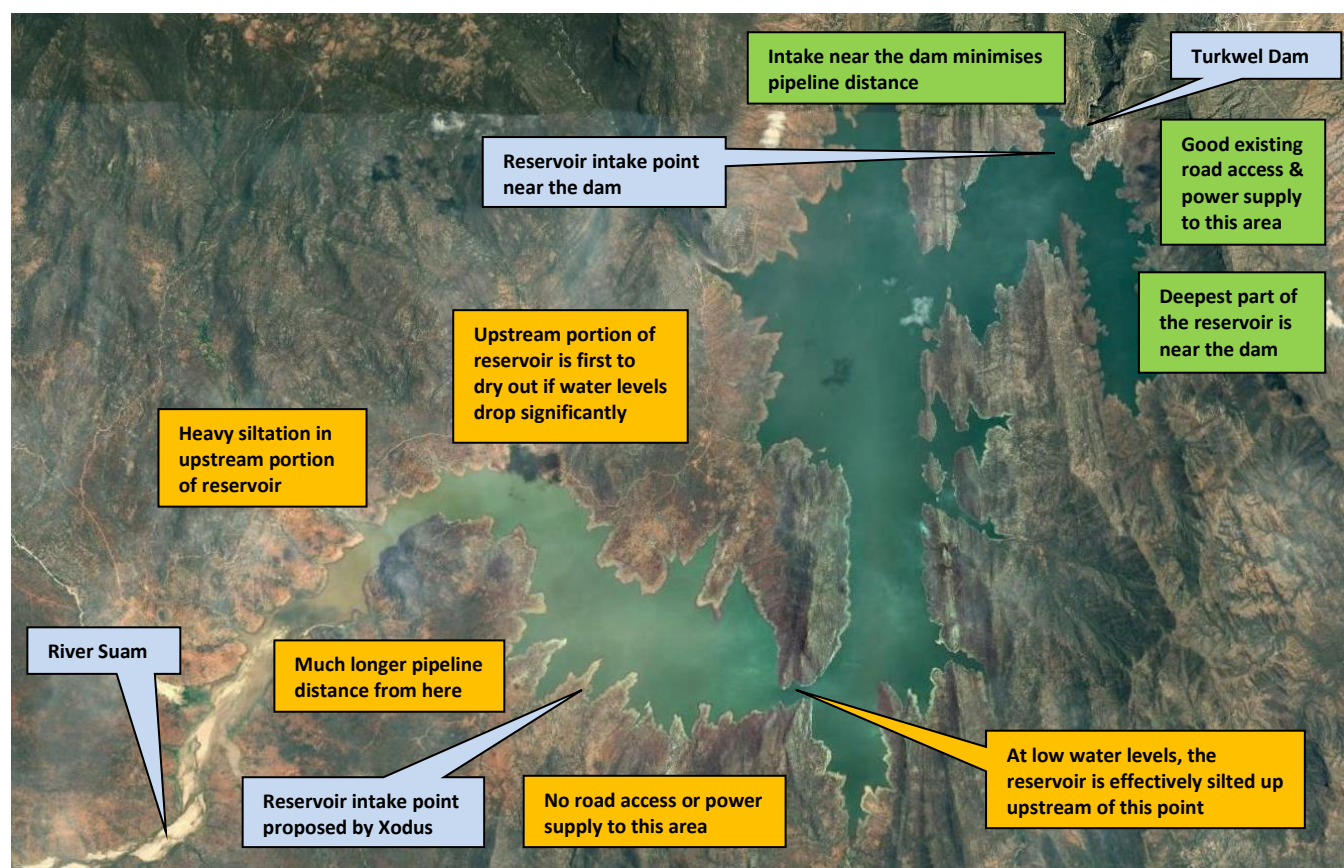 Intake near the dam minimises
pipeline distance
Turkwel Dam
Reservoir intake point
near the dam
Good existing
road access &
power supply
to this area
Deepest part of
the reservoir is
near the dam
Upstream portion of
reservoir is first to
dry out if water levels
drop significantly
Heavy siltation in
upstream portion
of reservoir
River Suam
Much longer pipeline
distance from here
Reservoir intake point
proposed by Xodus
No road access or power
supply to this area
At low water levels, the
reservoir is effectively silted up
upstream of this point